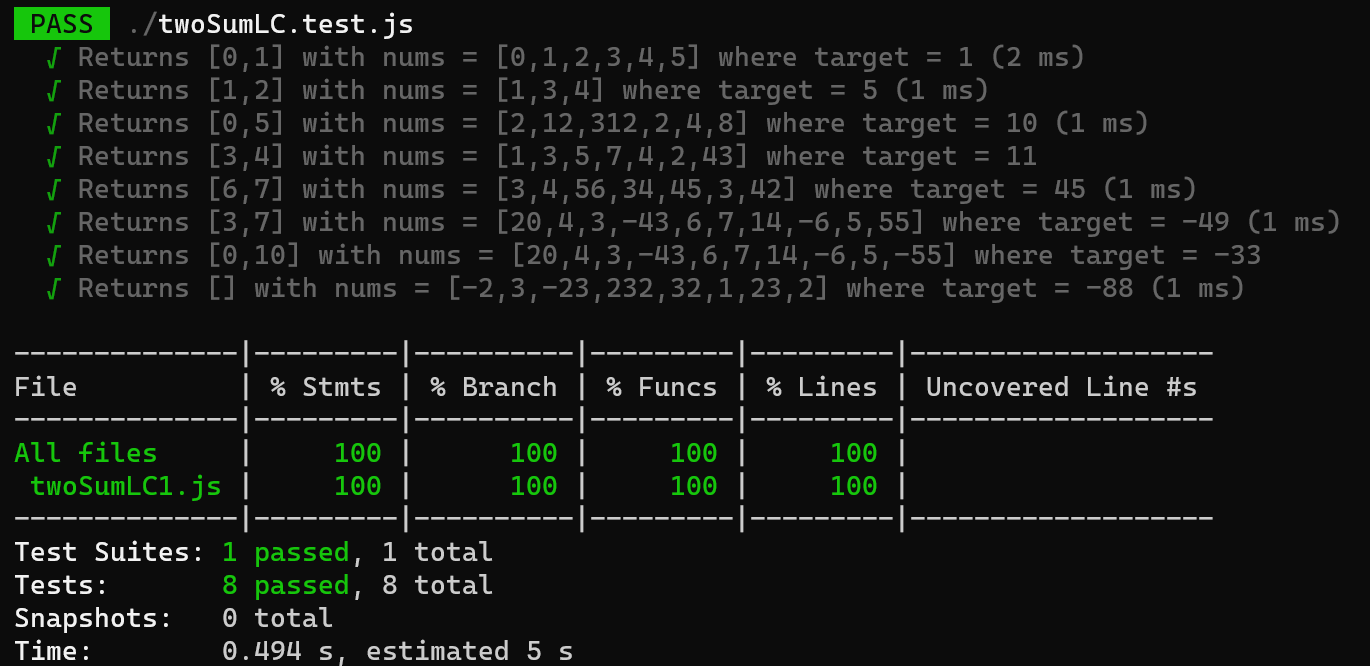 PASS ./twoSumLC.test.js
√ Returns [0,1] with nums = [0,1,2,3,4,5] where target = 1 (2 ms)
√ Returns [1,2] with nums = [1,3,4] where target = 5 (1 ms)
√ Returns [0,5] with nums = [2,12,312,2,4,8] where target = 10 (1 ms)
√ Returns [3,4] with nums = [1,3,5,7,4,2,43] where target = 11
√ Returns [6,7] with nums = [3,4,56,34,45,3,42] where target = 45 (1 ms)
√ Returns [3,7] with nums = [20,4,3,-43,6,7,14,-6,5,55] where target = -49 (1 ms)
√ Returns [0,10] with nums = [20,4,3,-43,6,7,14,-6,5,-55] where target = -33
√ Returns [] with nums = [-2,3,-23,232,32,1,23,2] where target = -88 (1 ms)
--------------|---------|----------|---------|---------|-------------------
File          | % Stmts | % Branch | % Funcs | % Lines | Uncovered Line #s
--------------|---------|----------|---------|---------|-------------------
All files     |     100 |      100 |     100 |     100 |
 twoSumLC1.js |     100 |      100 |     100 |     100 |
--------------|---------|----------|---------|---------|-------------------
Test Suites: 1 passed, 1 total
Tests:       8 passed, 8 total
Snapshots:   0 total
Time:        0.494 s, estimated 5 s